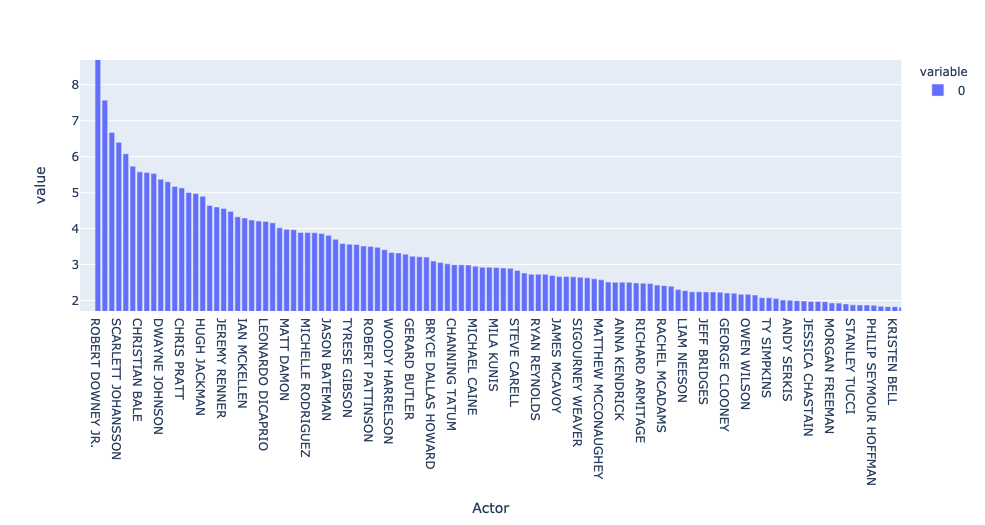 variable
0
value
8
7
6
5
4
3
2
ROBERT DOWNEY JR.
SCARLETT JOHANSSON
CHRISTIAN BALE
DWAYNE JOHNSON
CHRIS PRATT
HUGH JACKMAN
JEREMY RENNER
IAN MCKELLEN
LEONARDO DICAPRIO
MATT DAMON
MICHELLE RODRIGUEZ
JASON BATEMAN
TYRESE GIBSON
ROBERT PATTINSON
WOODY HARRELSON
GERARD BUTLER
BRYCE DALLAS HOWARD
CHANNING TATUM
MICHAEL CAINE
MILA KUNIS
STEVE CARELL
RYAN REYNOLDS
JAMES MCAVOY
SIGOURNEY WEAVER
MATTHEW MCCONAUGHEY
ANNA KENDRICK
RICHARD ARMITAGE
RACHEL MCADAMS
LIAM NEESON
JEFF BRIDGES
GEORGE CLOONEY
OWEN WILSON
TY SIMPKINS
ANDY SERKIS
JESSICA CHASTAIN
MORGAN FREEMAN
STANLEY TUCCI
PHILIP SEYMOUR HOFFMAN
KRISTEN BELL
Actor